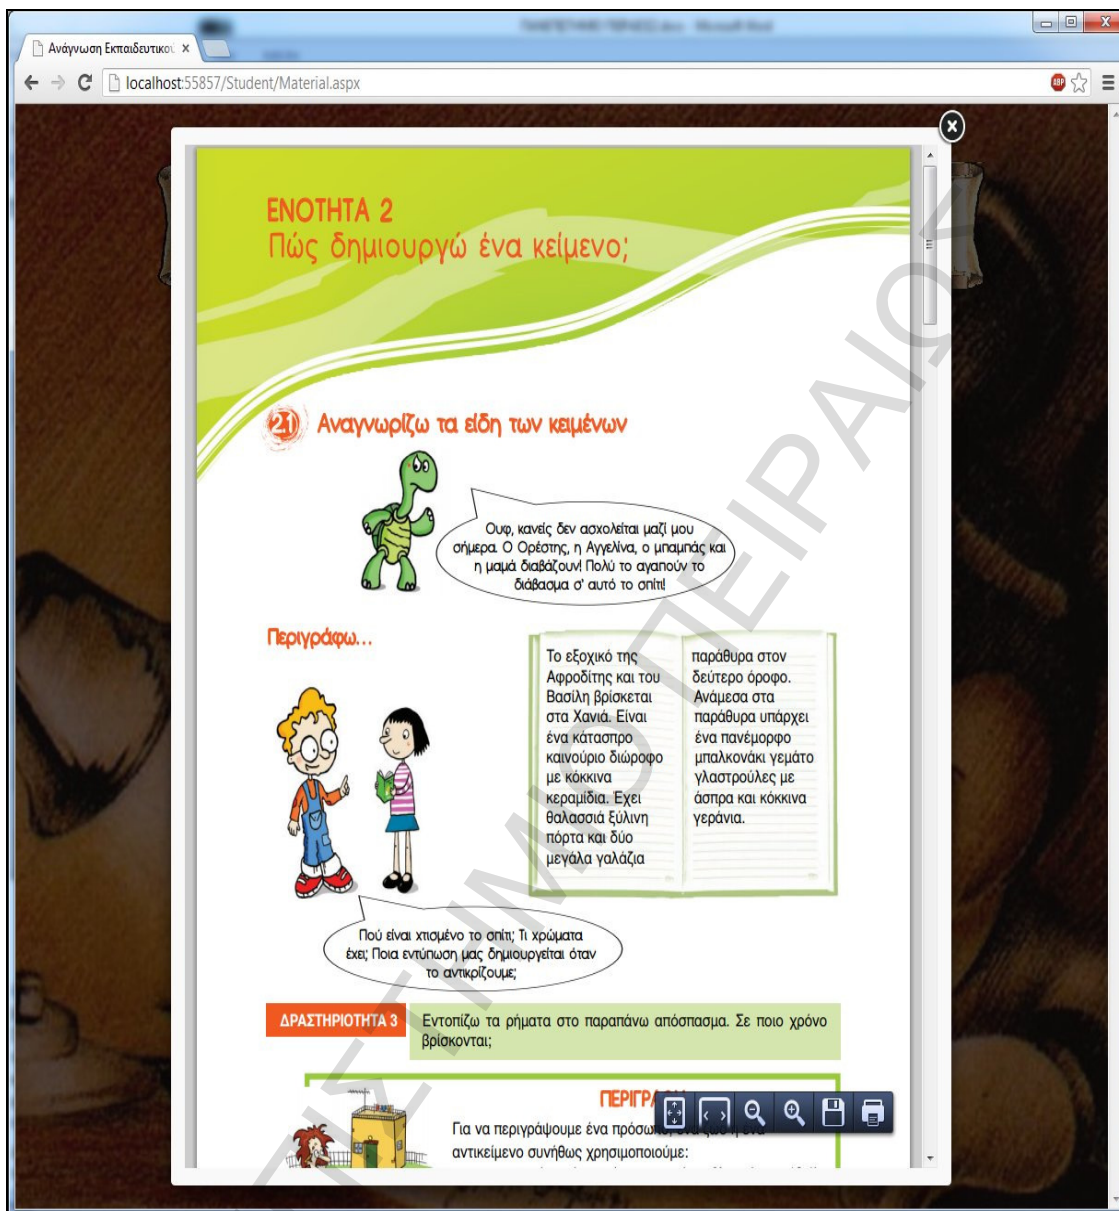 Ανάγνωση Εκπαιδευτικού
localhost:55857/Student/Material.aspx
ABP
ΕΝΟΤΗΤΑ 2
Πώς δημιουργώ ένα κείμενο;
2.1 Αναγνωρίζω τα είδη των κειμένων
Ουφ, κανείς δεν ασχολείται μαζί μου
σήμερα. Ο Ορέστης, η Αγγελίνα, ο μπαμπάς και
η μαμά διαβάζουν! Πολύ το αγαπούν το
διάβασμα σ' αυτό το σπίτι!
Περιγράφω...
Το εξοχικό της
Αφροδίτης και του
Βασίλη βρίσκεται
στα Χανιά. Είναι
ένα κάτασπρο
καινούριο διώροφο
με κόκκινα
κεραμίδια. Έχει
θαλασσιά ξύλινη
πόρτα και δύο
μεγάλα γαλάζια
παράθυρα στον
δεύτερο όροφο.
Ανάμεσα στα
παράθυρα υπάρχει
ένα πανέμορφο
μπαλκονάκι γεμάτο
γλαστρούλες με
άσπρα και κόκκινα
γεράνια.
Πού είναι χτισμένο το σπίτι; Τι χρώματα
έχει; Ποια εντύπωση μας δημιουργείται όταν
το αντικρίζουμε;
ΔΡΑΣΤΗΡΙΟΤΗΤΑ 3
Εντοπίζω τα ρήματα στο παραπάνω απόσπασμα. Σε ποιο χρόνο
βρίσκονται;
Για να περιγράψουμε ένα
αντικείμενο συνήθως χρησιμοποιούμε:
ΠΕΙΡΑΙΩΣ